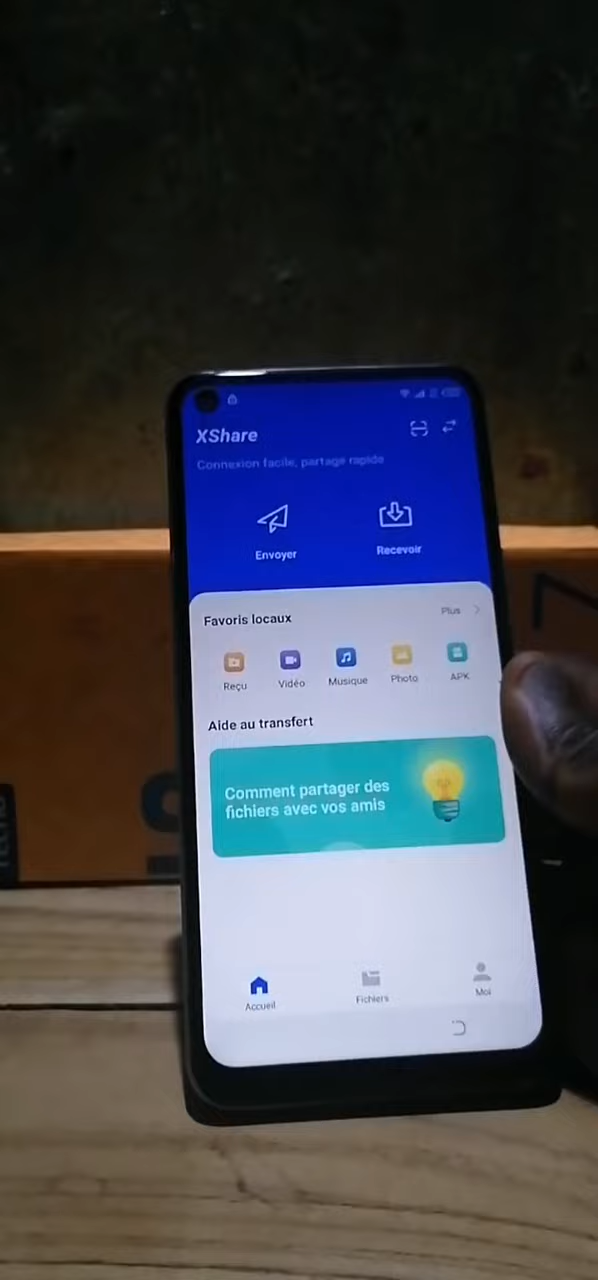 XShare
Connexion facile, partage rapide
Envoyer
Recevoir
Favoris locaux
Plus
Reçu
Vidéo
Musique
Photo
APK
Aide au transfert
Comment partager des
fichiers avec vos amis
Accueil
Fichiers
Moi
TECNO